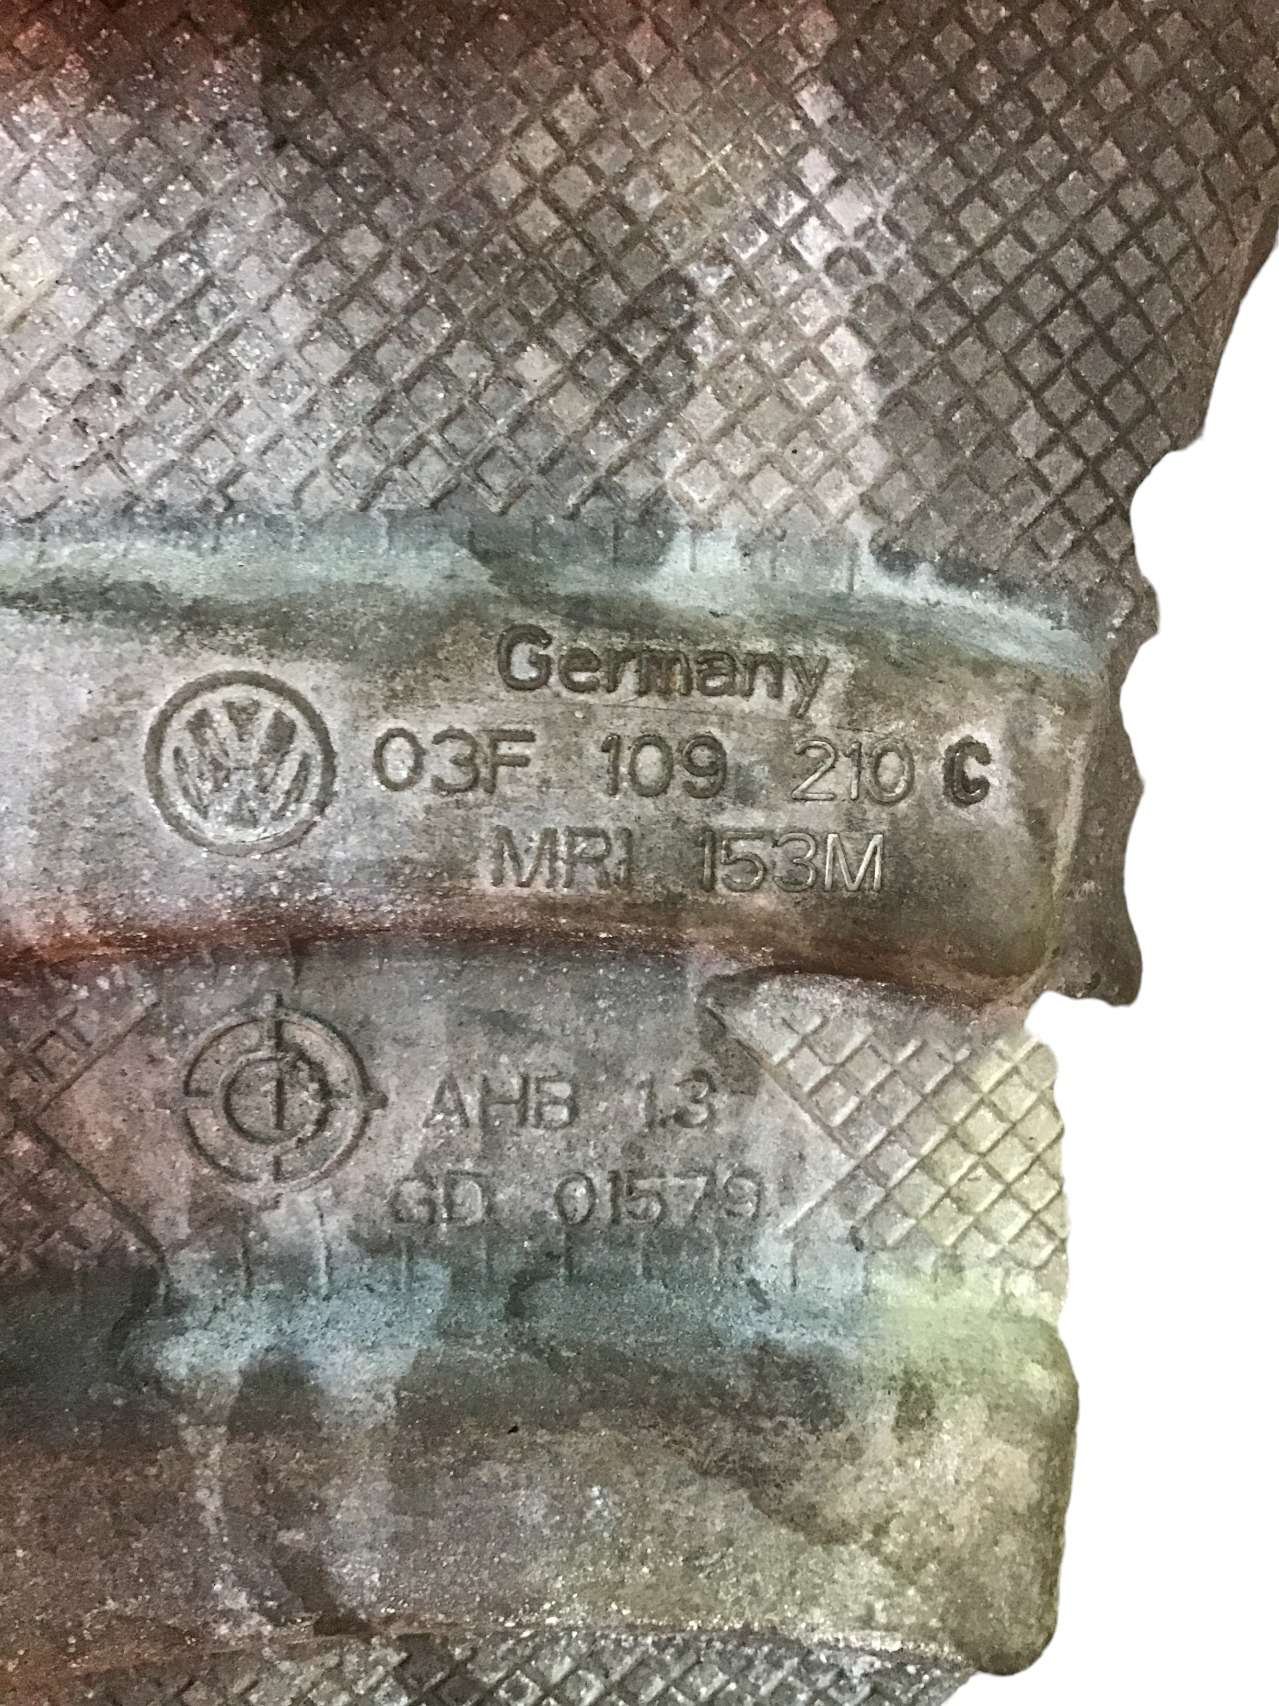 Germany
03F 109 210 C
MRI 153M
AHB 1.3
GD 01579